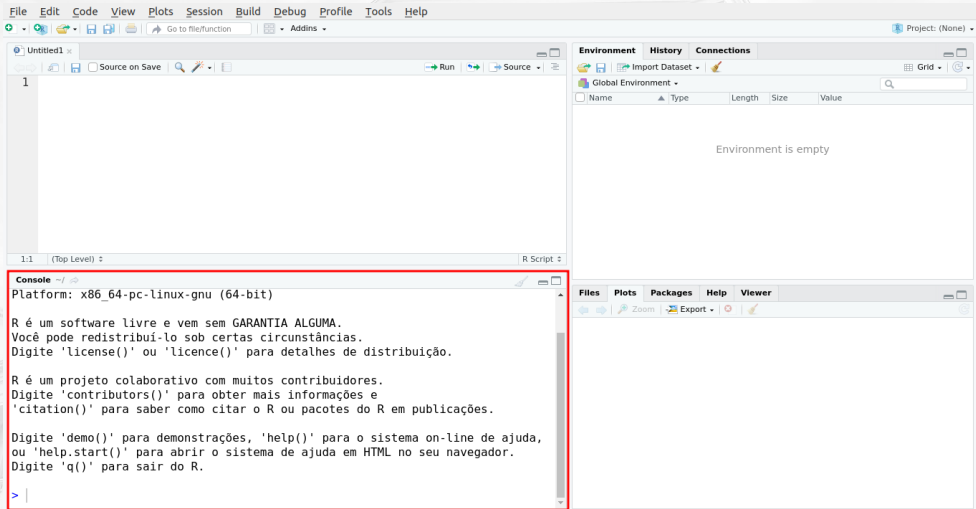 File Edit Code View Plots Session Build Debug Profile Tools Help
Go to file/function Addins Project: (None)
Untitled1
Source on Save Run Source
1
1:1 (Top Level) R Script
Console ~/
Platform: x86_64-pc-linux-gnu (64-bit)
R é um software livre e vem sem GARANTIA ALGUMA.
Você pode redistribuí-lo sob certas circunstâncias.
Digite 'license()' ou 'licence()' para detalhes de distribuição.
R é um projeto colaborativo com muitos contribuidores.
Digite 'contributors()' para obter mais informações e
'citation()' para saber como citar o R ou pacotes do R em publicações.
Digite 'demo()' para demonstrações, 'help()' para o sistema on-line de ajuda,
ou 'help.start()' para abrir o sistema de ajuda em HTML no seu navegador.
Digite 'q()' para sair do R.
>
Environment History Connections
Import Dataset Grid
Global Environment
Name Type Length Size Value
Environment is empty
Files Plots Packages Help Viewer
Zoom Export